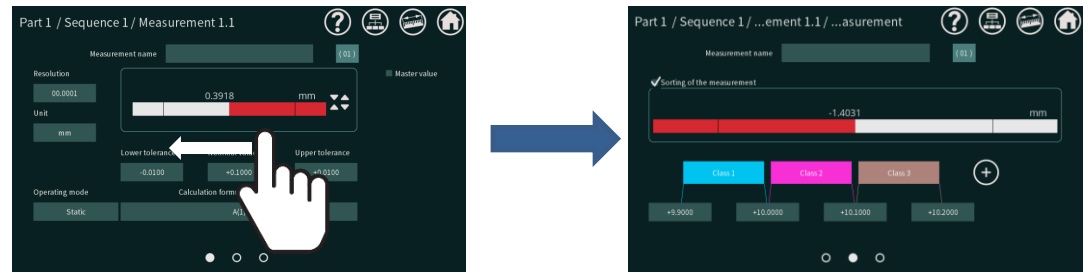 Part 1 / Sequence 1 / Measurement 1.1
?
Measurement name
( 01 )
Resolution
00.0001
Unit
mm
0.3918 mm
Master value
Lower tolerance
Upper tolerance
-0.0100
+0.1000
+0.0100
Operating mode
Calculation
Static
Part 1 / Sequence 1 / ...ement 1.1 / ...asurement
?
Measurement name
( 01 )
Sorting of the measurement
-1.4031 mm
Class 1
Class 2
Class 3
+9.9000
+10.0000
+10.1000
+10.2000